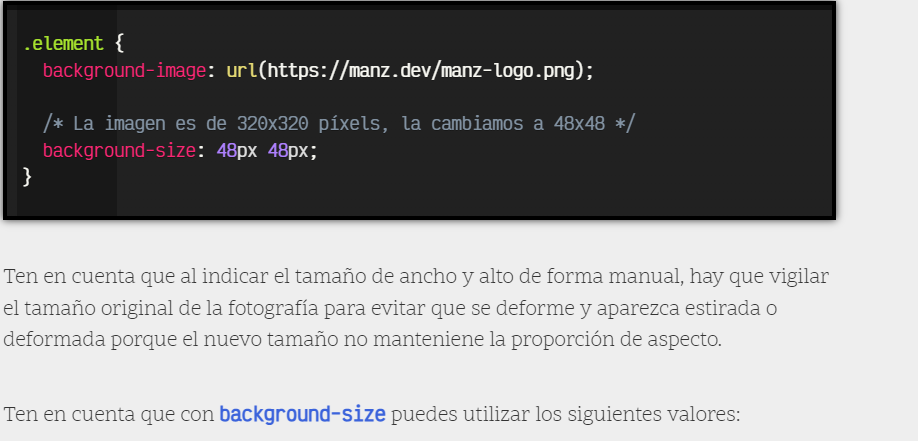 .element {
background-image: url(https://manz.dev/manz-logo.png);
/* La imagen es de 320x320 píxels, la cambiamos a 48x48 */
background-size: 48px 48px;
}
Ten en cuenta que al indicar el tamaño de ancho y alto de forma manual, hay que vigilar
el tamaño original de la fotografía para evitar que se deforme y aparezca estirada o
deformada porque el nuevo tamaño no manteniene la proporción de aspecto.
Ten en cuenta que con background-size puedes utilizar los siguientes valores: